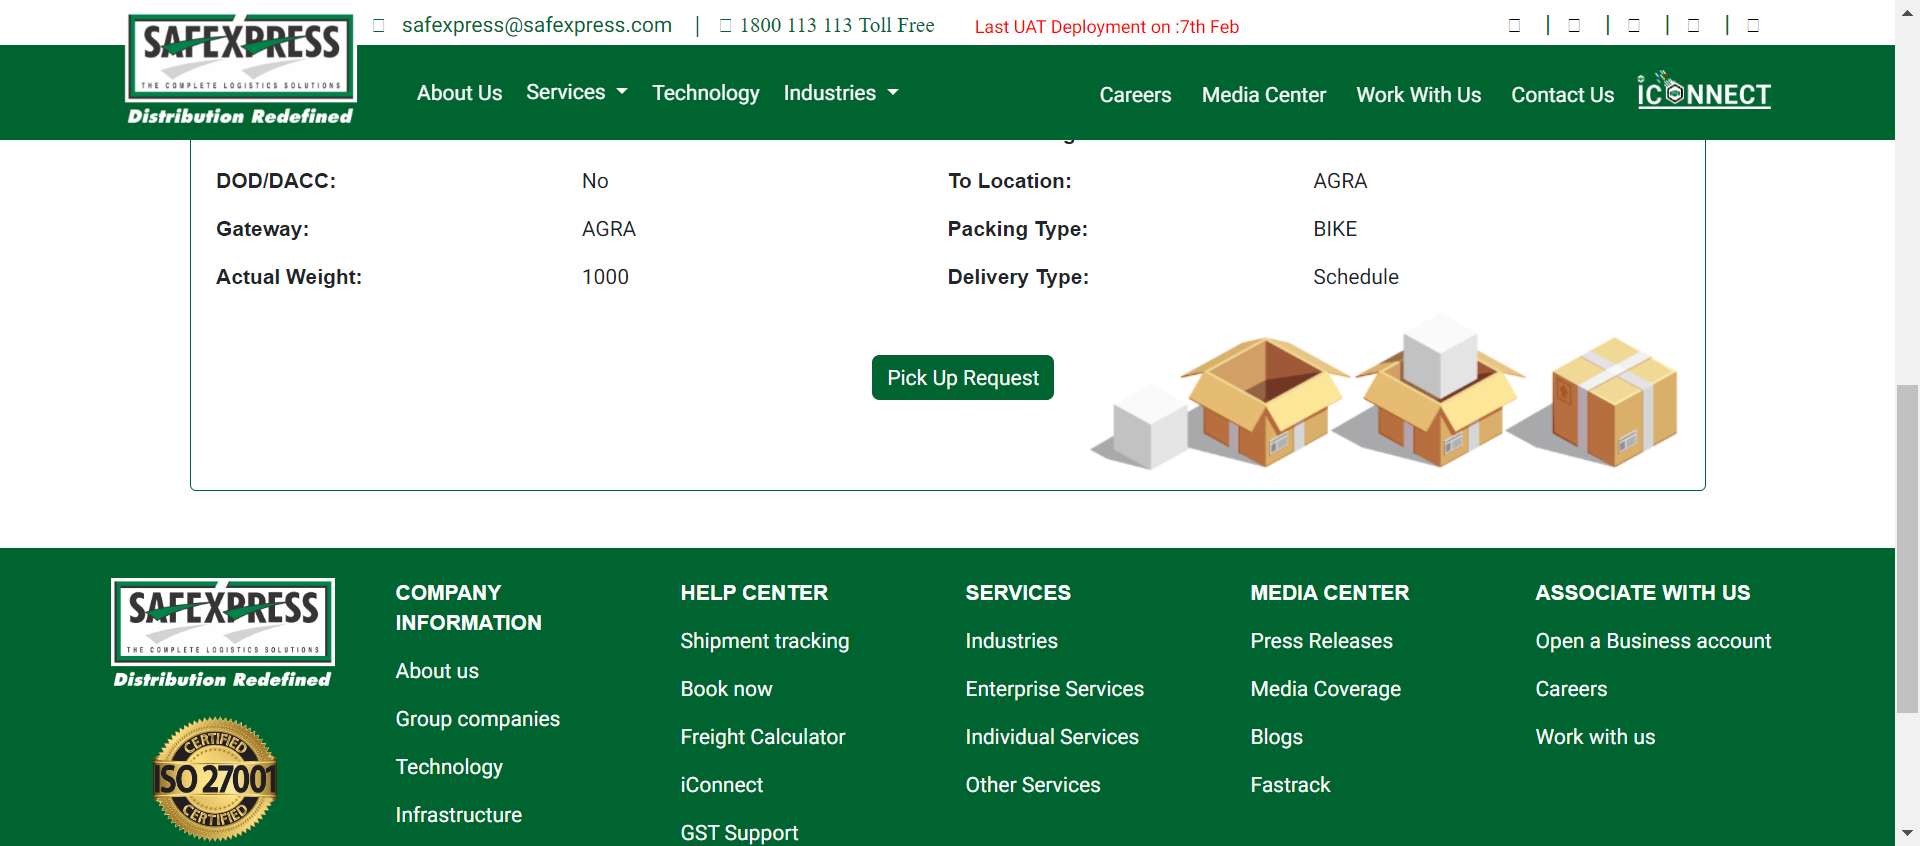 safexpress@safexpress.com | 1800 113 113 Toll Free Last UAT Deployment on :7th Feb | | | |
SAFEXPRESS
THE COMPLETE LOGISTICS SOLUTIONS
Distribution Redefined
About Us Services Technology Industries Careers Media Center Work With Us Contact Us iCONNECT
DOD/DACC: No To Location: AGRA
Gateway: AGRA Packing Type: BIKE
Actual Weight: 1000 Delivery Type: Schedule
Pick Up Request
SAFEXPRESS
THE COMPLETE LOGISTICS SOLUTIONS
Distribution Redefined
CERTIFIED
ISO 27001
CERTIFIED
COMPANY
INFORMATION
About us
Group companies
Technology
Infrastructure
HELP CENTER
Shipment tracking
Book now
Freight Calculator
iConnect
GST Support
SERVICES
Industries
Enterprise Services
Individual Services
Other Services
MEDIA CENTER
Press Releases
Media Coverage
Blogs
Fastrack
ASSOCIATE WITH US
Open a Business account
Careers
Work with us